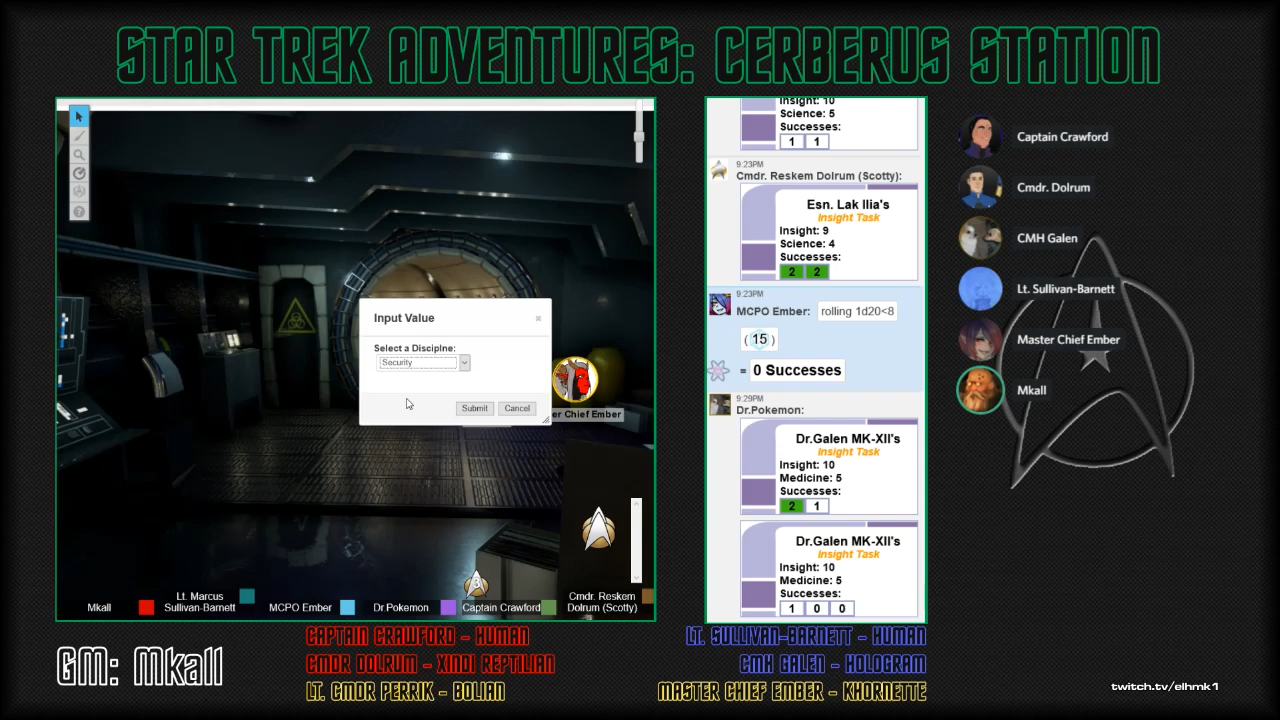 STAR TREK ADVENTURES: CERBERUS STATION
Input Value
Select a Discipine:
Security
Submit
Cancel
er Chief Ember
Mkall
Lt. Marcus
Sullivan-Barnett
MCPO Ember
Dr Pokemon
Captain Crawford
Cmdr. Reskem
Dolrum (Scotty)
Insight: 10
Science: 5
Successes:
1 1
9:23PM
Cmdr. Reskem Dolrum (Scotty):
Esn. Lak Ilia's
Insight Task
Insight: 9
Science: 4
Successes:
2 2
9:23PM
MCPO Ember: rolling 1d20<8
(15)
= 0 Successes
9:29PM
Dr.Pokemon:
Dr.Galen MK-XII's
Insight Task
Insight: 10
Medicine: 5
Successes:
2 1
Dr.Galen MK-XII's
Insight Task
Insight: 10
Medicine: 5
Successes:
1 0 0
Captain Crawford
Cmdr. Dolrum
CMH Galen
Lt. Sullivan-Barnett
Master Chief Ember
Mkall
GM: Mkall
CAPTAIN CRAWFORD - HUMAN
CMDR DOLRUM - XINDI REPTILIAN
LT. CMDR PERRIK - BOLIAN
LT. SULLIVAN-BARNETT - HUMAN
CMH GALEN - HOLOGRAM
MASTER CHIEF EMBER - KHORNETTE
twitch.tv/elhmk1